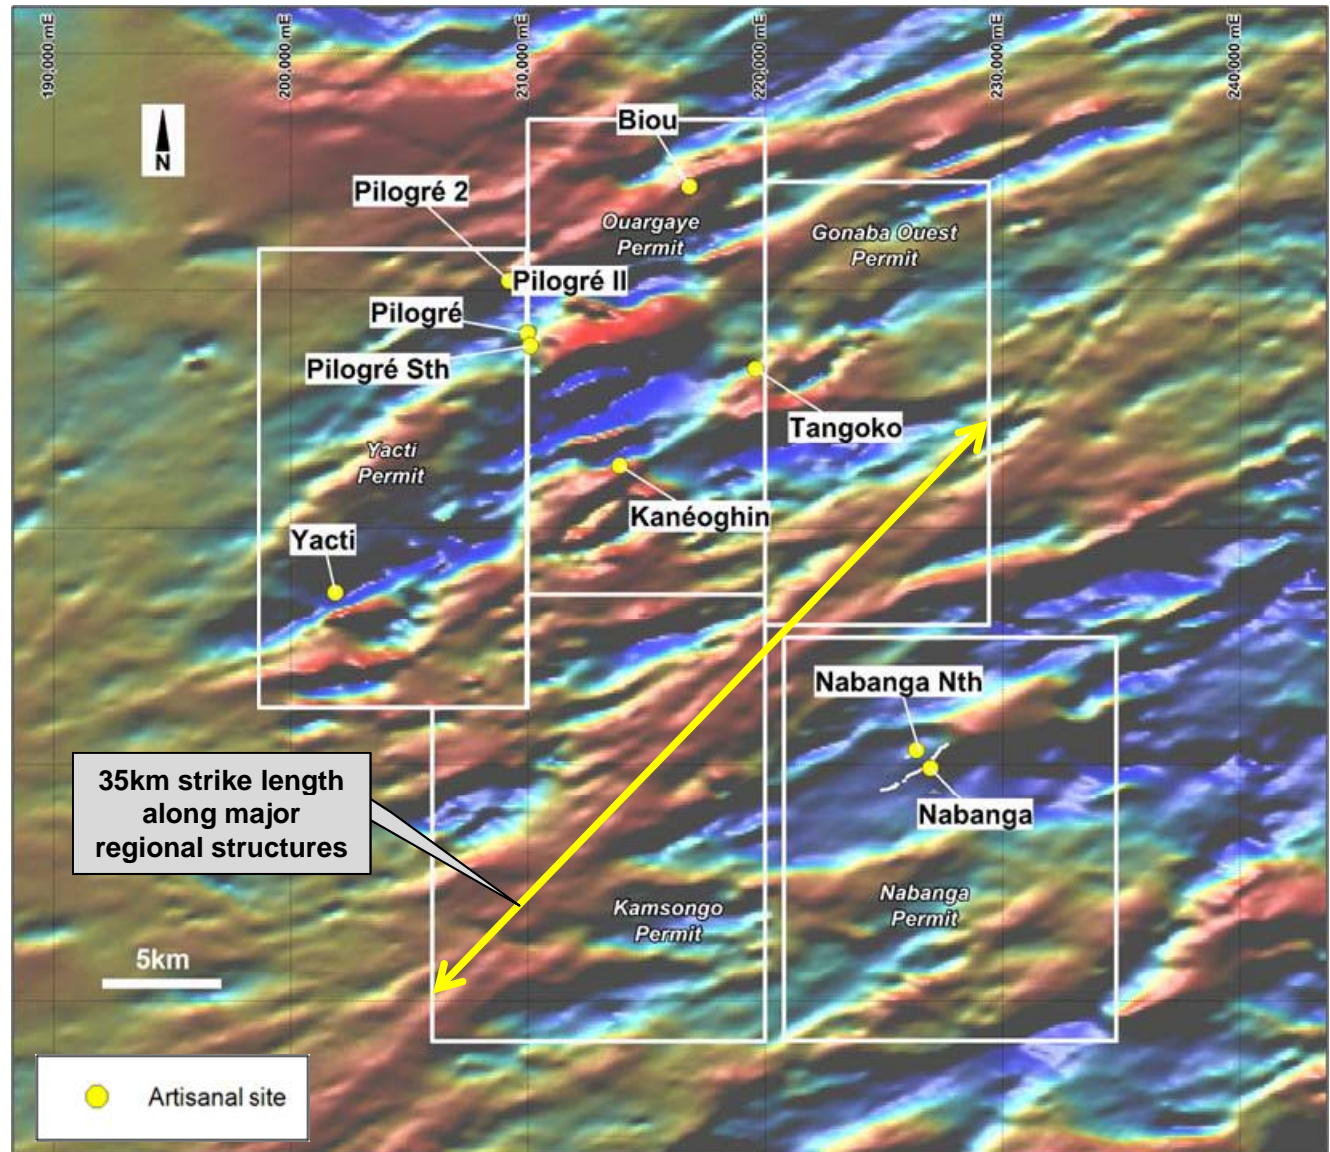 190,000 mE
200,000 mE
210,000 mE
220,000 mE
230,000 mE
240,000 mE
N
Biou
Pilogré 2
Ouargaye
Permit
Gonaba Ouest
Permit
Pilogré II
Pilogré
Pilogré Sth
Tangoko
Yacti
Permit
Kanéoghin
Yacti
Nabanga Nth
35km strike length
along major
regional structures
Nabanga
Kamsongo
Permit
Nabanga
Permit
5km
Artisanal site